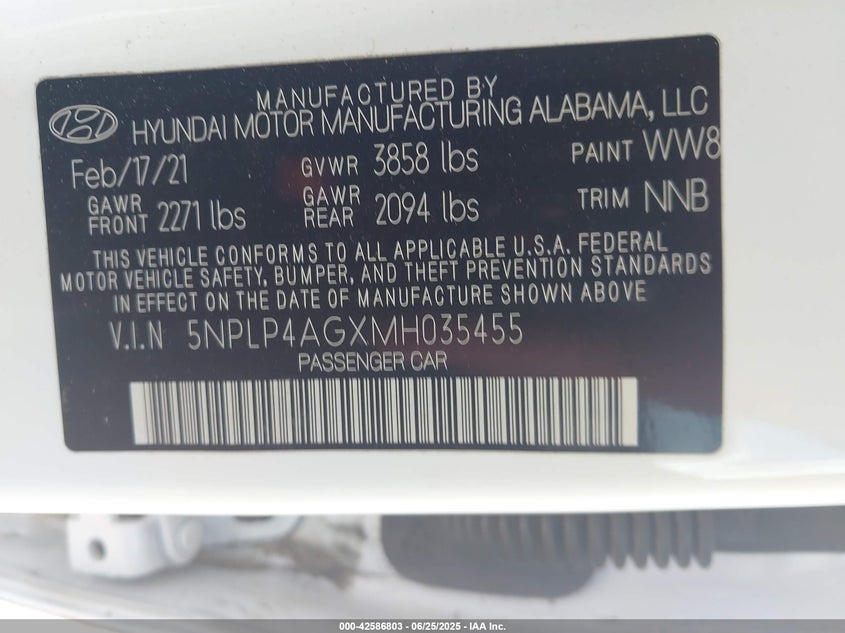 MANUFACTURED BY
HYUNDAI MOTOR MANUFACTURING ALABAMA, LLC
Feb/17/21 GVWR 3858 lbs PAINT WW8
GAWR FRONT 2271 lbs GAWR REAR 2094 lbs TRIM NNB
THIS VEHICLE CONFORMS TO ALL APPLICABLE U.S.A. FEDERAL
MOTOR VEHICLE SAFETY, BUMPER, AND THEFT PREVENTION STANDARDS
IN EFFECT ON THE DATE OF MANUFACTURE SHOWN ABOVE
V.I.N 5NPLP4AGXMH035455
PASSENGER CAR
000-42586803 / 06/25/2025 - IAA Inc.